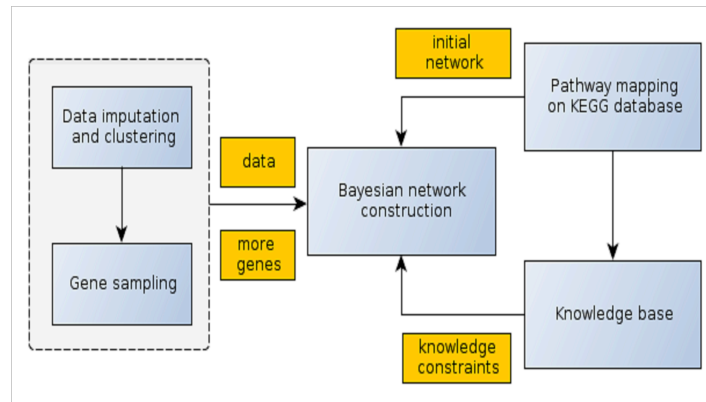 Data imputation
and clustering
Gene sampling
data
more
genes
initial
network
Bayesian network
construction
knowledge
constraints
Pathway mapping
on KEGG database
Knowledge base